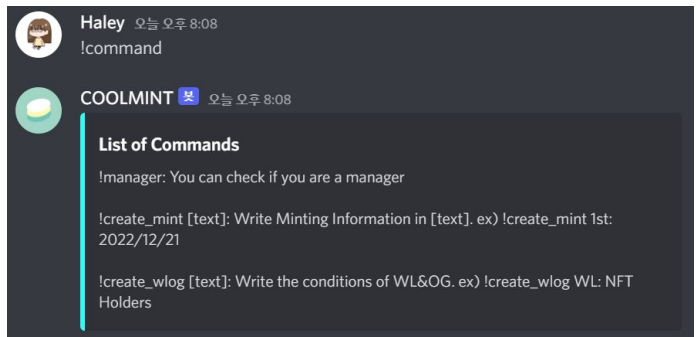 Haley 오늘 오후 8:08
!command
COOLMINT 봇 오늘 오후 8:08
List of Commands
!manager: You can check if you are a manager
!create_mint [text]: Write Minting Information in [text]. ex) !create_mint 1st:
2022/12/21
!create_wlog [text]: Write the conditions of WL&OG. ex) !create_wlog WL: NFT
Holders